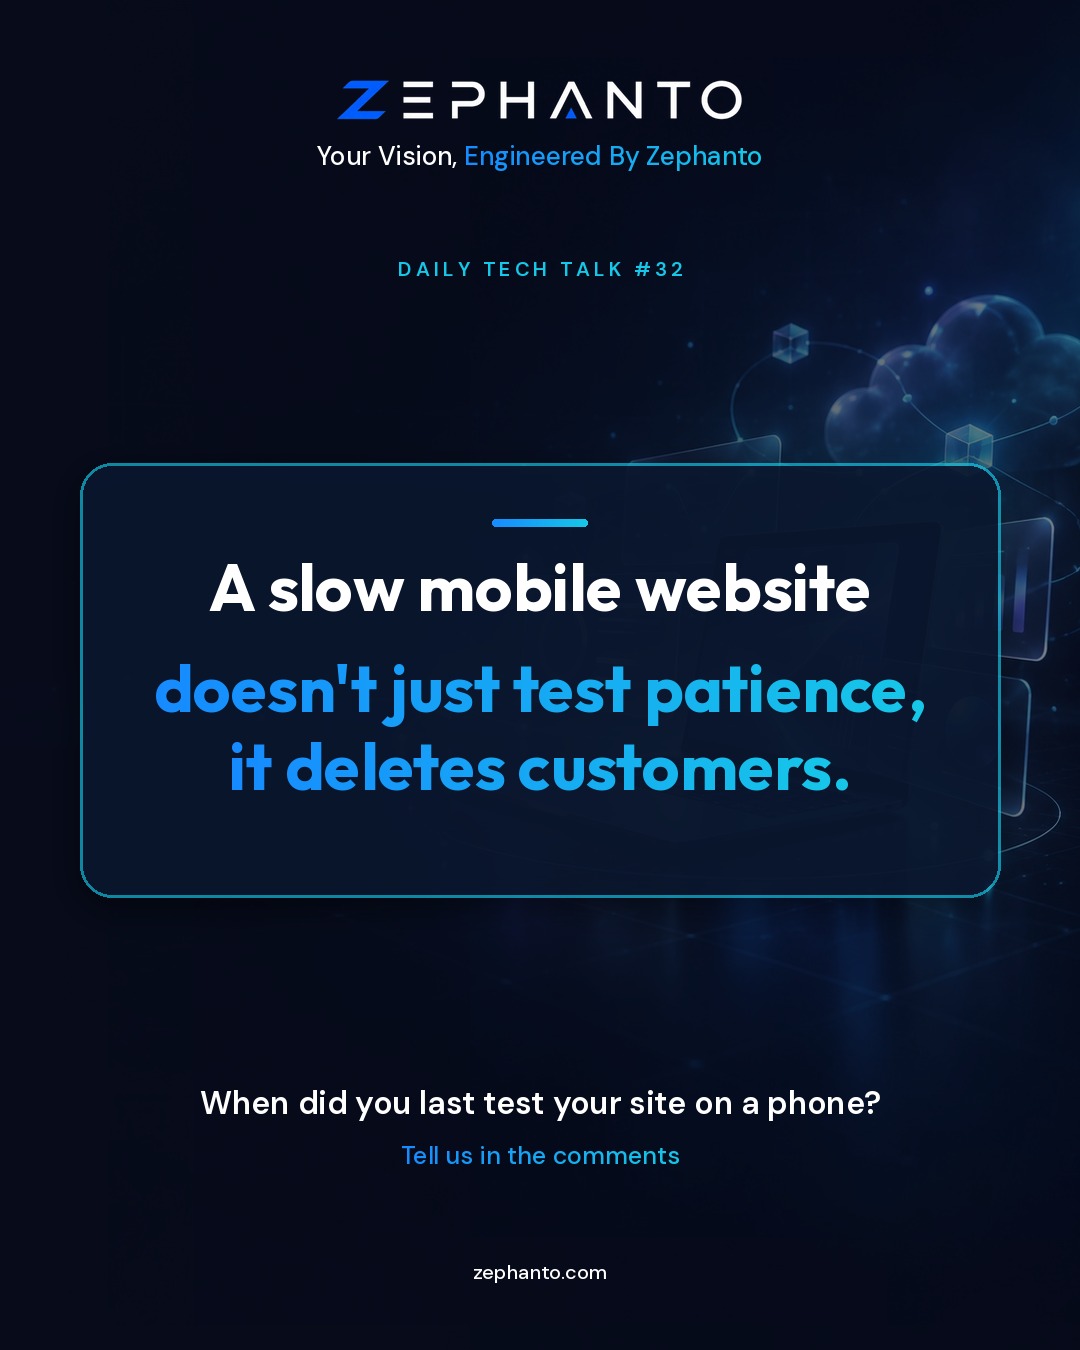 ZEPHANTO
Your Vision, Engineered By Zephanto
DAILY TECH TALK #32
A slow mobile website
doesn't just test patience,
it deletes customers.
When did you last test your site on a phone?
Tell us in the comments
zephanto.com